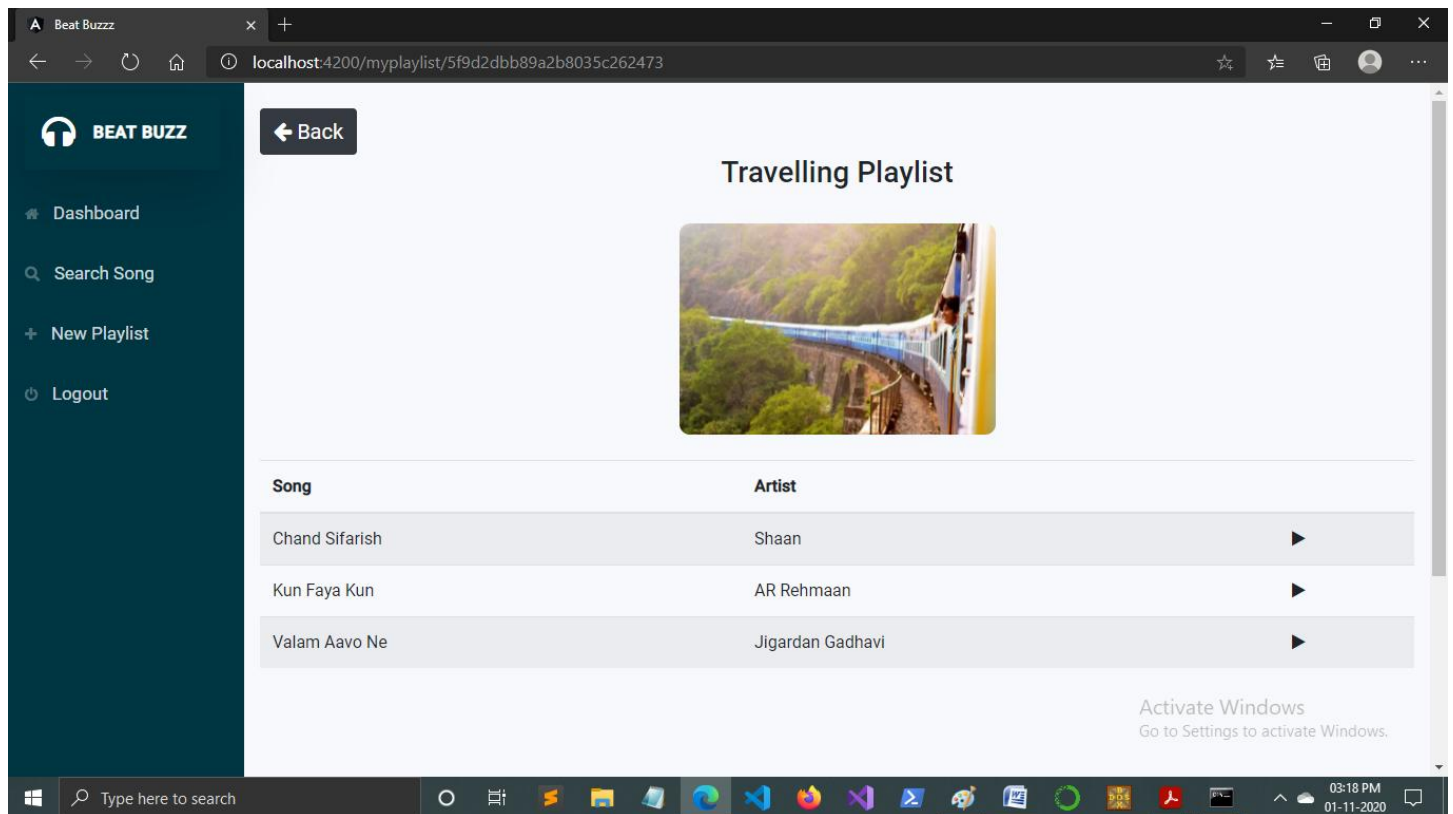 Beat Buzzz
localhost:4200/myplaylist/5f9d2dbb89a2b8035c262473
BEAT BUZZ
Back
Travelling Playlist
Dashboard
Search Song
New Playlist
Logout
Song Artist
Chand Sifarish Shaan
Kun Faya Kun AR Rehmaan
Valam Aavo Ne Jigardan Gadhavi
Activate Windows
Go to Settings to activate Windows.
Type here to search
03:18 PM
01-11-2020